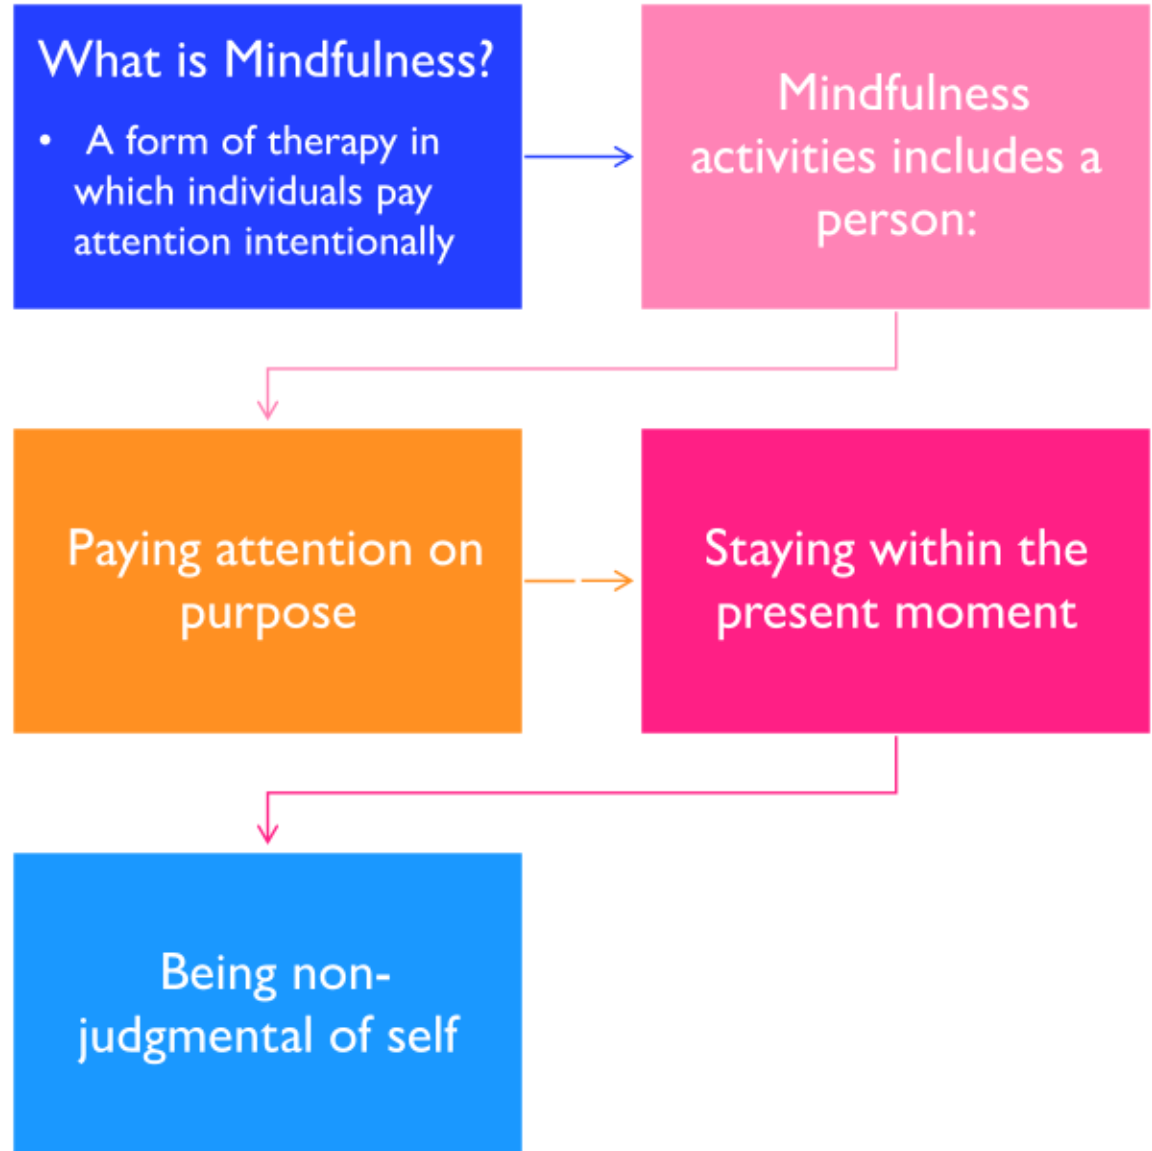 What is Mindfulness?
• A form of therapy in
which individuals pay
attention intentionally
Mindfulness
activities includes a
person:
Paying attention on
purpose
Staying within the
present moment
Being non-
judgmental of self